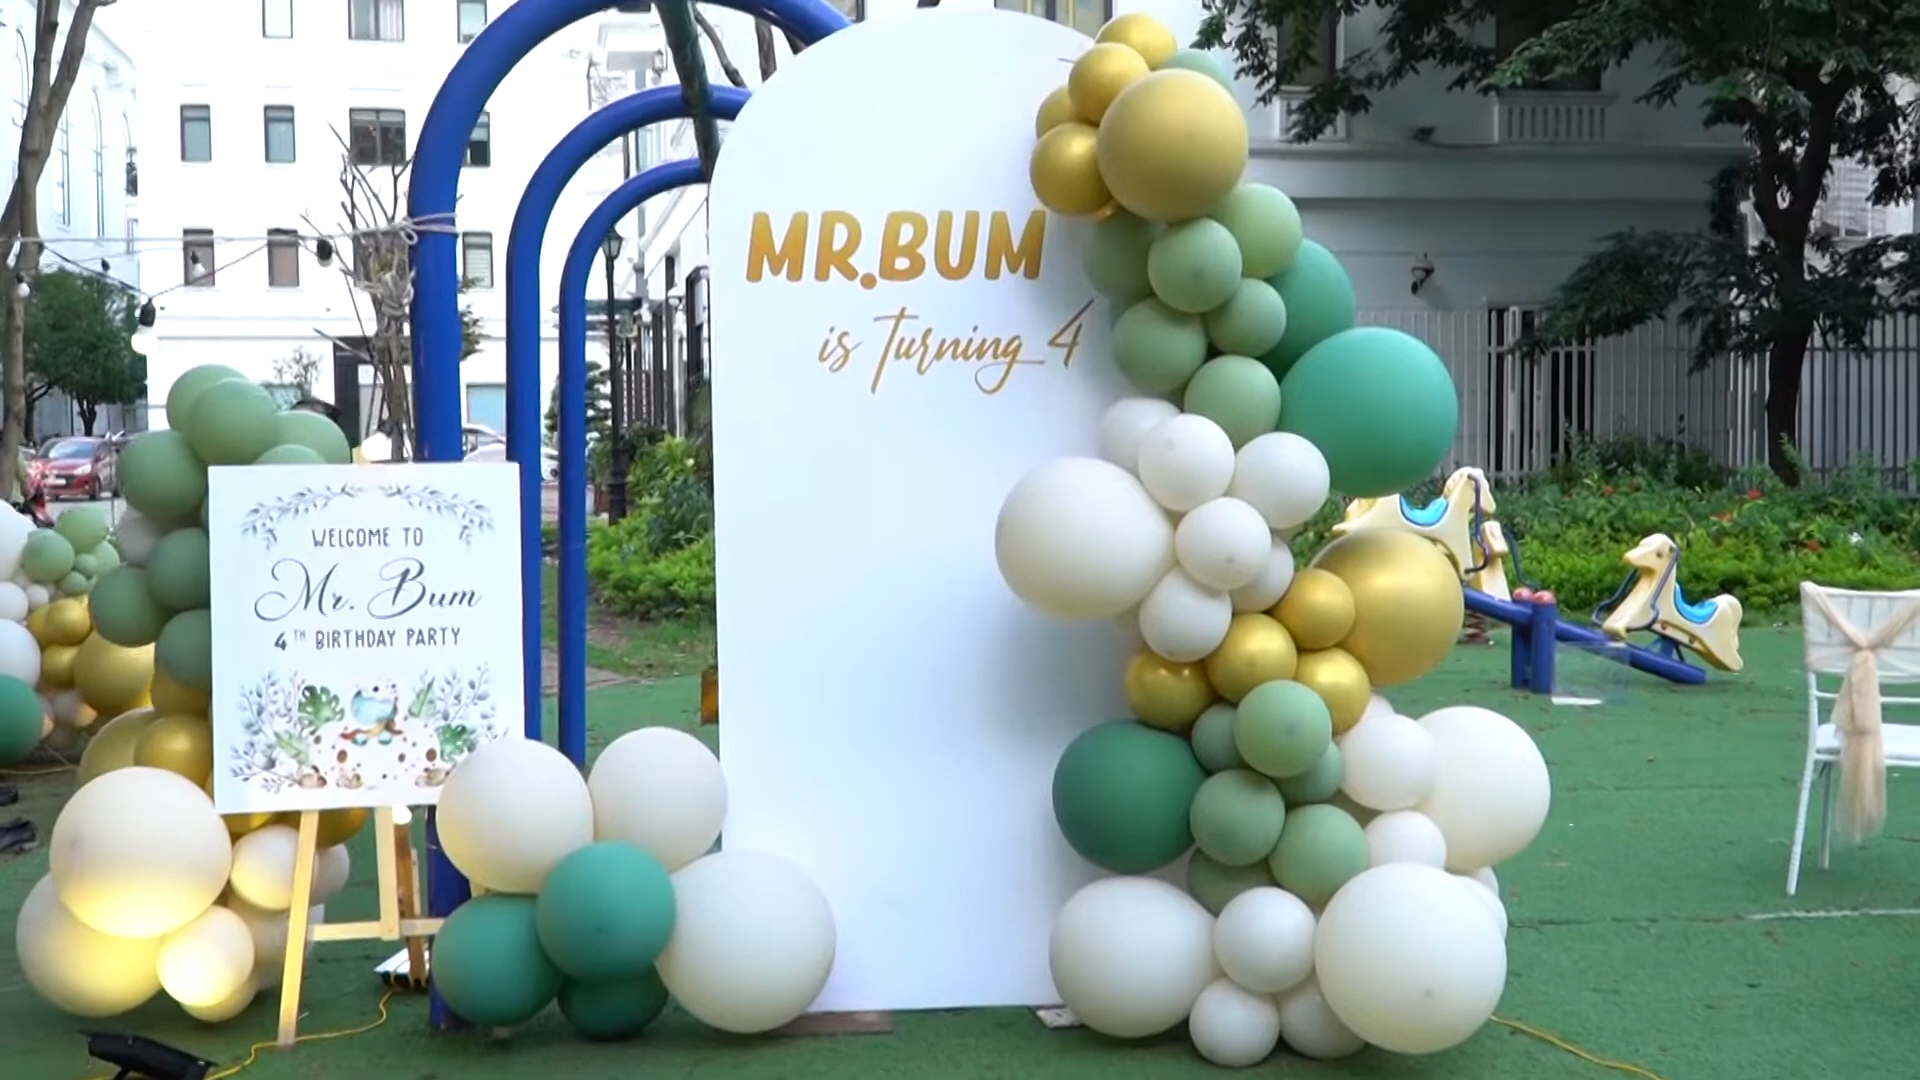 MR.BUM
is Turning 4
WELCOME TO
Mr. Bum
4TH BIRTHDAY PARTY